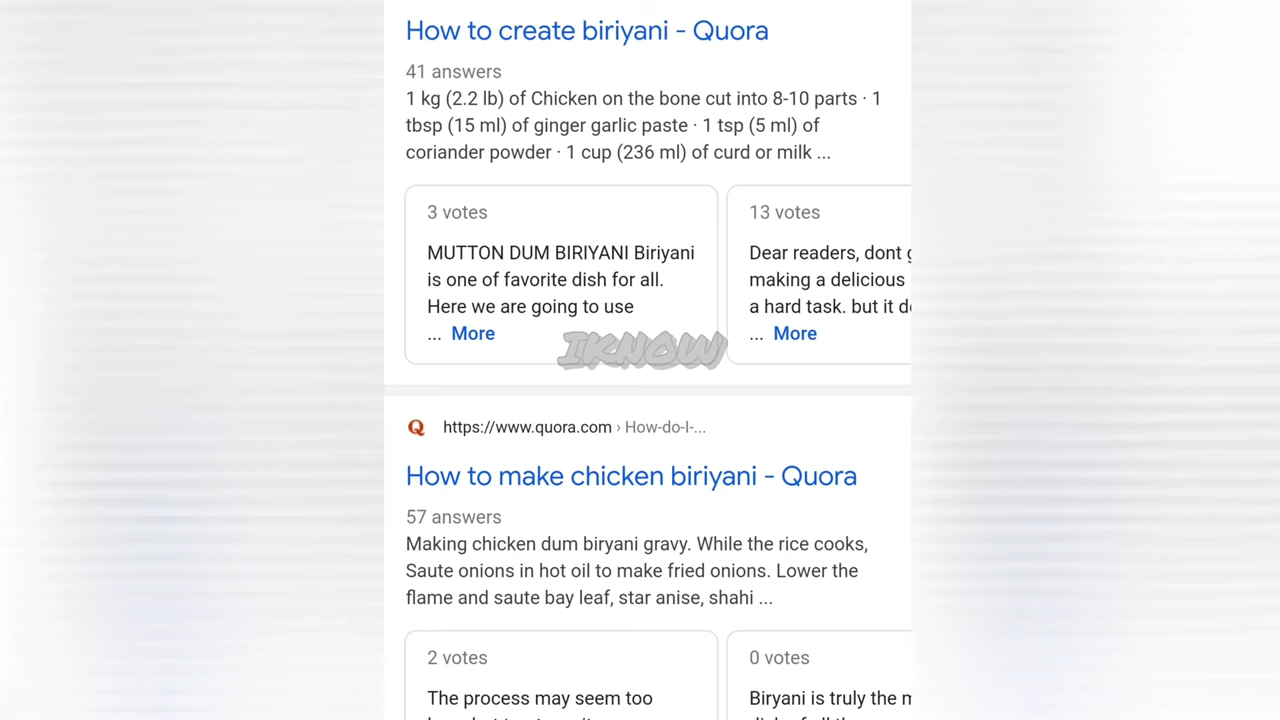 How to create biriyani - Quora
41 answers
1 kg (2.2 lb) of Chicken on the bone cut into 8-10 parts · 1
tbsp (15 ml) of ginger garlic paste · 1 tsp (5 ml) of
coriander powder · 1 cup (236 ml) of curd or milk ...
3 votes
MUTTON DUM BIRIYANI Biriyani
is one of favorite dish for all.
Here we are going to use
... More
13 votes
Dear readers, dont
making a delicious
a hard task. but it
... More
IKNOW
https://www.quora.com › How-do-I-...
How to make chicken biriyani - Quora
57 answers
Making chicken dum biryani gravy. While the rice cooks,
Saute onions in hot oil to make fried onions. Lower the
flame and saute bay leaf, star anise, shahi ...
2 votes
The process may seem too
0 votes
Biryani is truly the